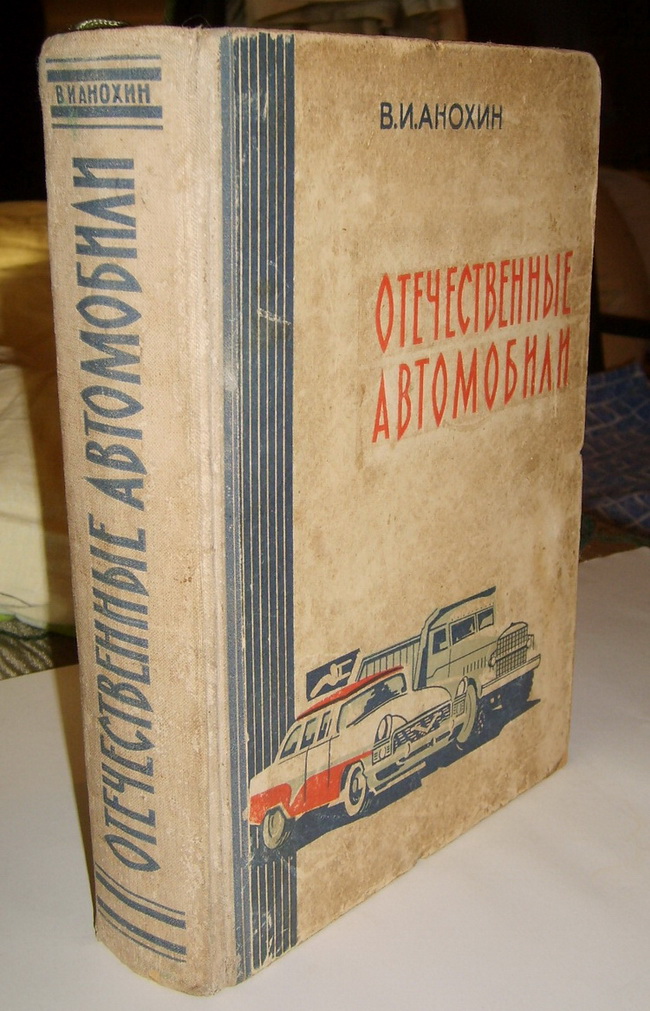 В.И.АНОХИН
ОТЕЧЕСТВЕННЫЕ АВТОМОБИЛИ
В.И.АНОХИН
ОТЕЧЕСТВЕННЫЕ
АВТОМОБИЛИ